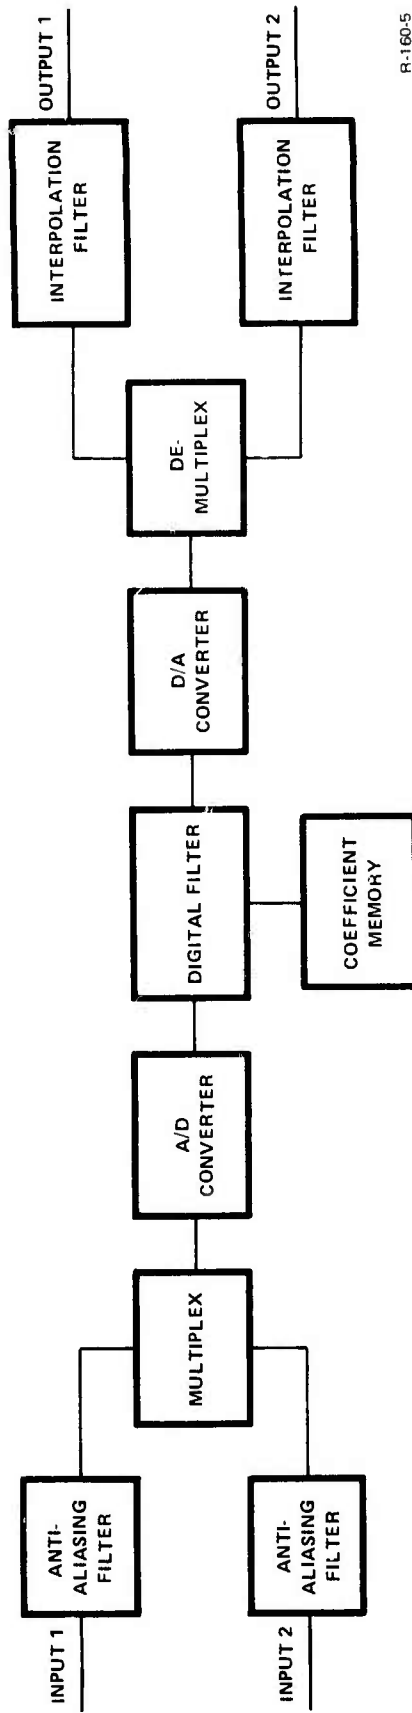 INPUT 1
ANTI-
ALIASING
FILTER
INPUT 2
ANTI-
ALIASING
FILTER
MULTIPLEX
A/D
CONVERTER
DIGITAL FILTER
COEFFICIENT
MEMORY
D/A
CONVERTER
DE-
MULTIPLEX
INTERPOLATION
FILTER
OUTPUT 1
INTERPOLATION
FILTER
OUTPUT 2
R-160-5